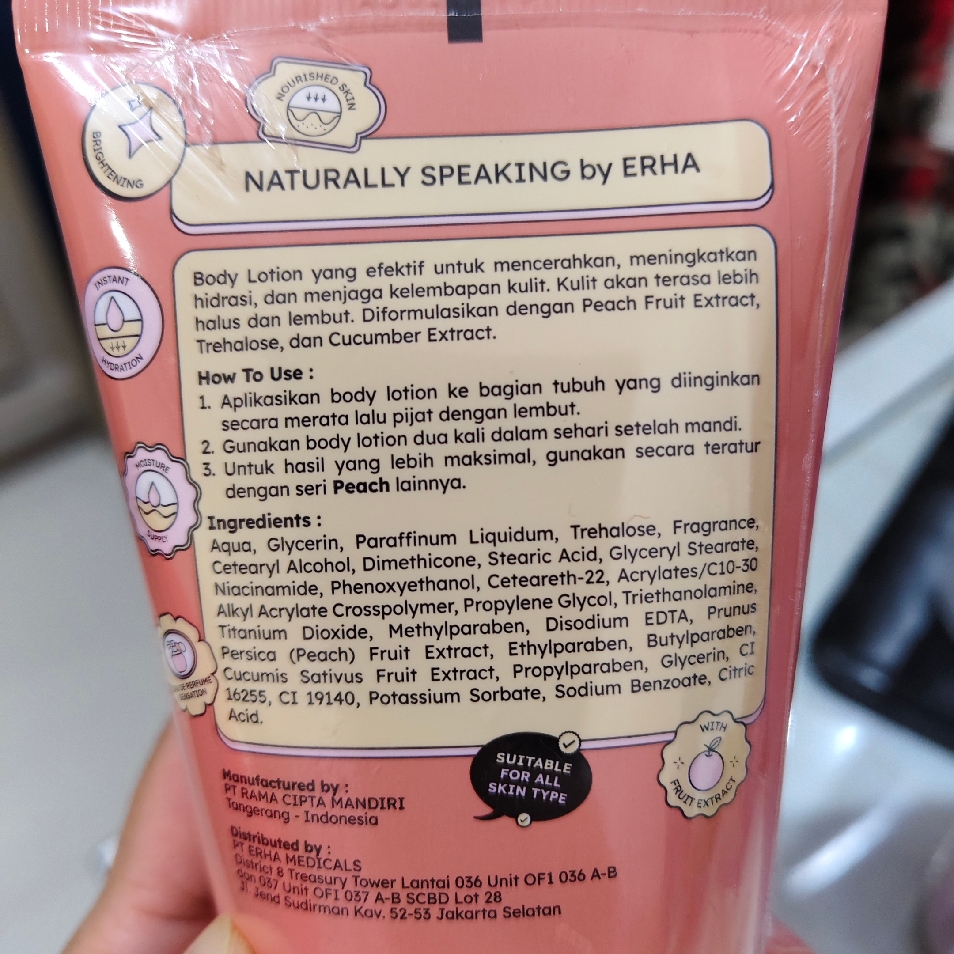 NOURISHED SKIN
BRIGHTENING
NATURALLY SPEAKING by ERHA
INSTANT
HYDRATION
Body Lotion yang efektif untuk mencerahkan, meningkatkan
hidrasi, dan menjaga kelembapan kulit. Kulit akan terasa lebih
halus dan lembut. Diformulasikan dengan Peach Fruit Extract,
Trehalose, dan Cucumber Extract.
How To Use :
1. Aplikasikan body lotion ke bagian tubuh yang diinginkan
secara merata lalu pijat dengan lembut.
2. Gunakan body lotion dua kali dalam sehari setelah mandi.
3. Untuk hasil yang lebih maksimal, gunakan secara teratur
dengan seri Peach lainnya.
MOISTURE
SUPPLY
Ingredients :
Aqua, Glycerin, Paraffinum Liquidum, Trehalose, Fragrance,
Cetearyl Alcohol, Dimethicone, Stearic Acid, Glyceryl Stearate,
Niacinamide, Phenoxyethanol, Ceteareth-22, Acrylates/C10-30
Alkyl Acrylate Crosspolymer, Propylene Glycol, Triethanolamine,
Titanium Dioxide, Methylparaben, Disodium EDTA, Prunus
Persica (Peach) Fruit Extract, Ethylparaben, Butylparaben,
Cucumis Sativus Fruit Extract, Propylparaben, Glycerin, CI
16255, CI 19140, Potassium Sorbate, Sodium Benzoate, Citric
Acid.
DE PERFUME
SENSATION
SUITABLE
FOR ALL
SKIN TYPE
WITH
FRUIT EXTRACT
Manufactured by :
PT RAMA CIPTA MANDIRI
Tangerang - Indonesia
Distributed by :
PT ERHA MEDICALS
District 8 Treasury Tower Lantai 036 Unit OF1 036 A-B
dan 037 Unit OFI 037 A-B SCBD Lot 28
Jl. Jend Sudirman Kav. 52-53 Jakarta Selatan